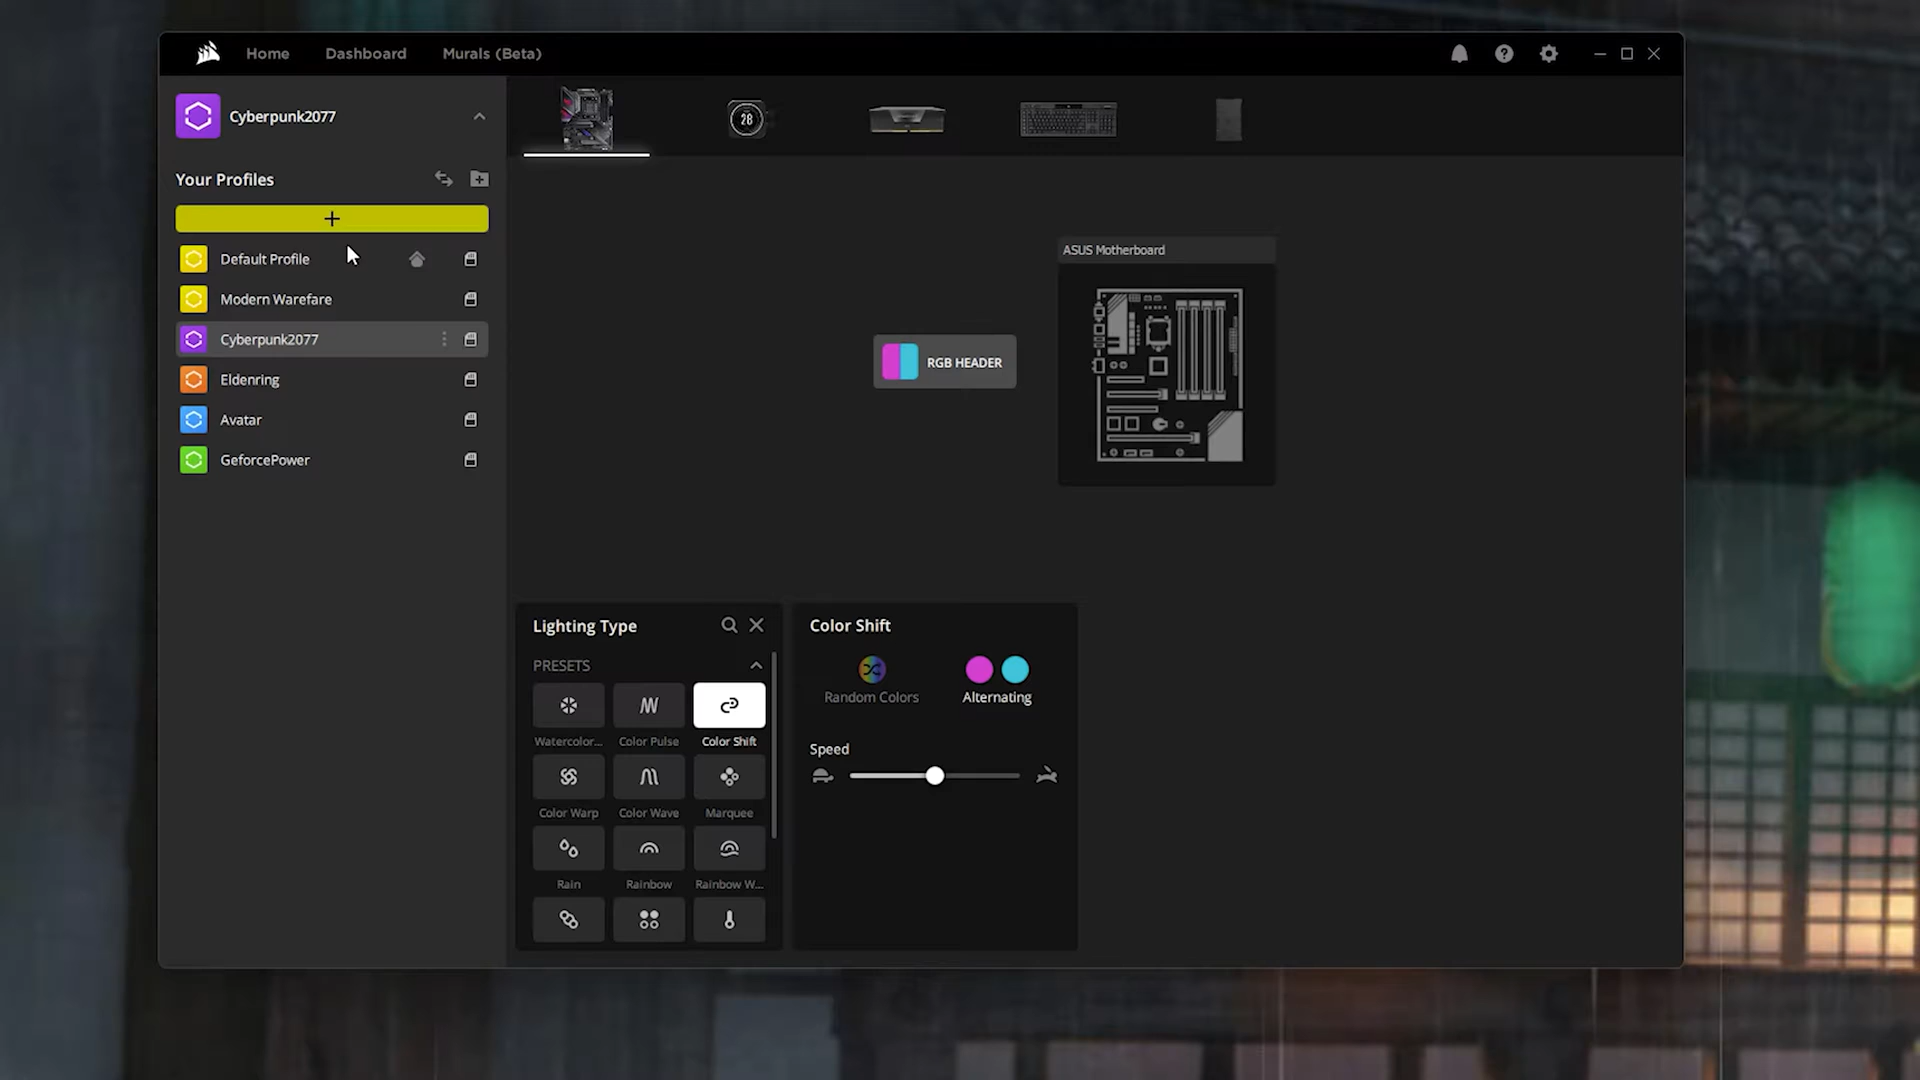 Home Dashboard Murals (Beta)
Cyberpunk2077
28
Your Profiles
Default Profile
Modern Warefare
Cyberpunk2077
Eldenring
Avatar
GeforcePower
ASUS Motherboard
RGB HEADER
Lighting Type
PRESETS
Watercolor... Color Pulse Color Shift
Color Warp Color Wave Marquee
Rain Rainbow Rainbow W...
Color Shift
Random Colors Alternating
Speed